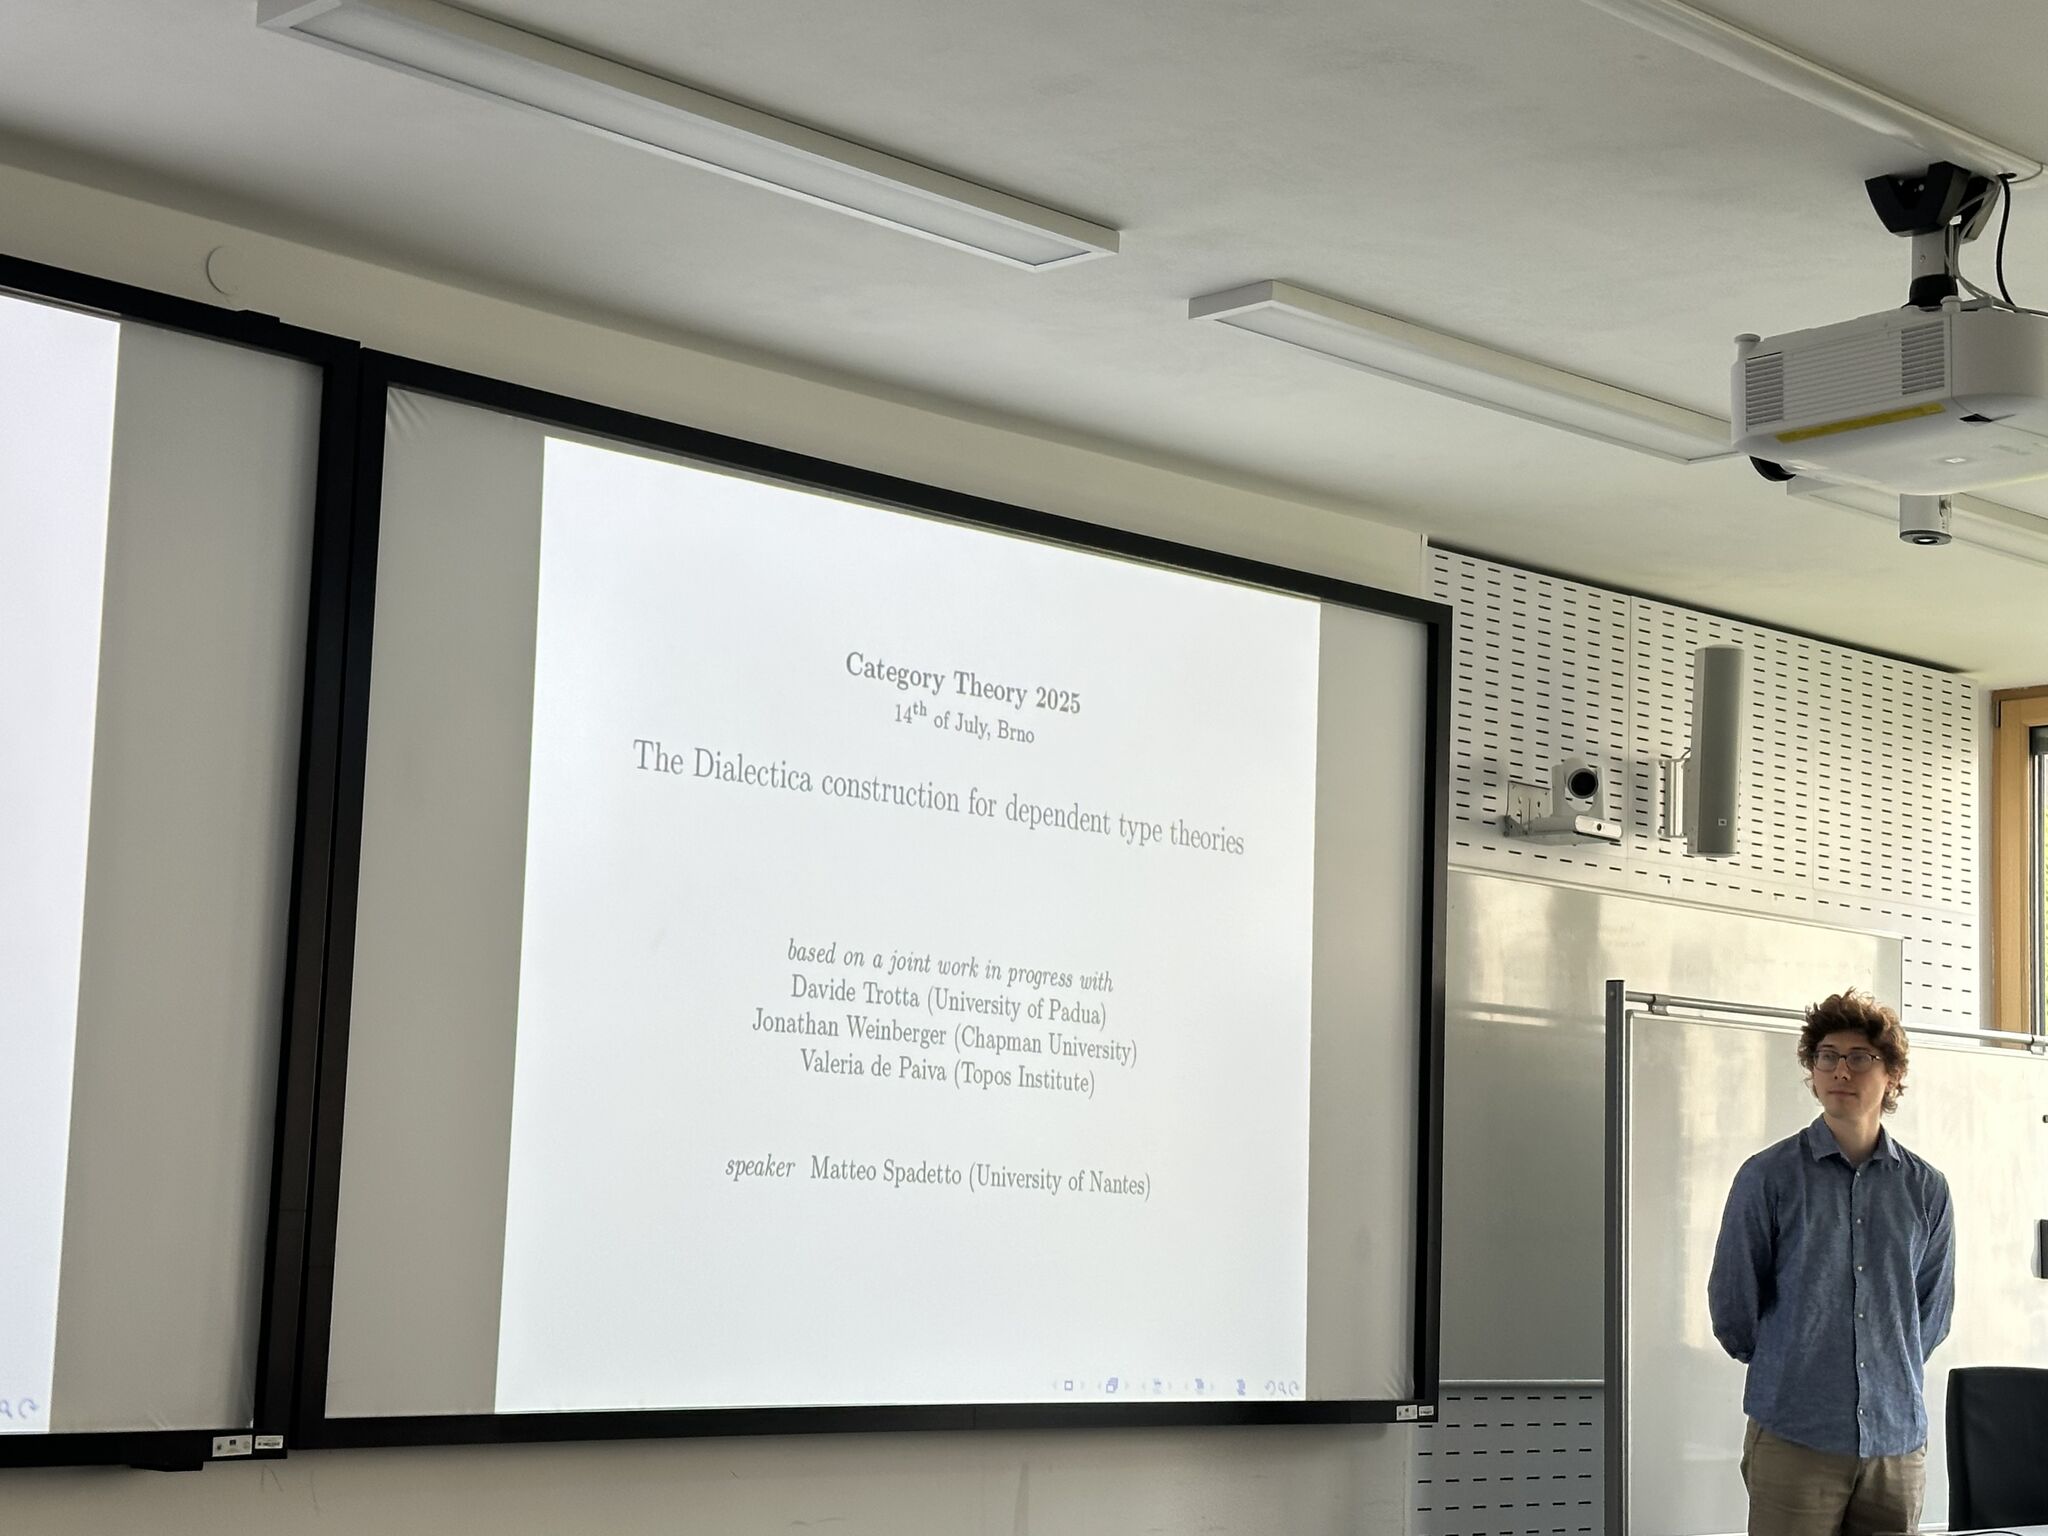 Category Theory 2025
14th of July, Brno
The Dialectica construction for dependent type theories
based on a joint work in progress with
Davide Trotta (University of Padua)
Jonathan Weinberger (Chapman University)
Valeria de Paiva (Topos Institute)
speaker Matteo Spadetto (University of Nantes)